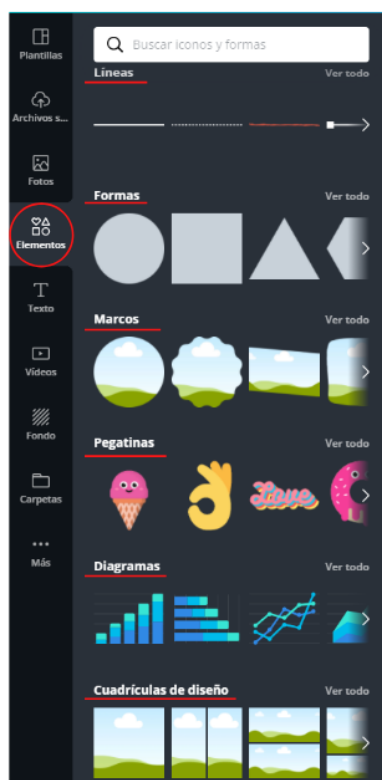 Plantillas
Archivos s...
Fotos
Elementos
Texto
Vídeos
Fondo
Carpetas
Más
Buscar iconos y formas
Líneas Ver todo
Formas Ver todo
Marcos Ver todo
Pegatinas Ver todo
Love
Diagramas Ver todo
Cuadrículas de diseño Ver todo